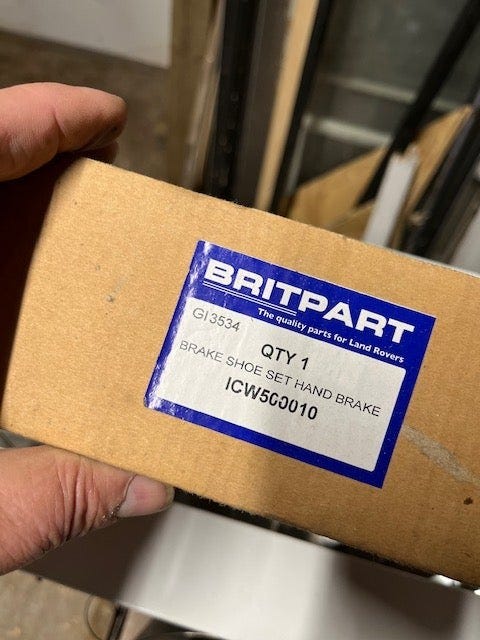 BRITPART
The quality parts for Land Rovers
GI3534
QTY 1
BRAKE SHOE SET HAND BRAKE
ICW500010